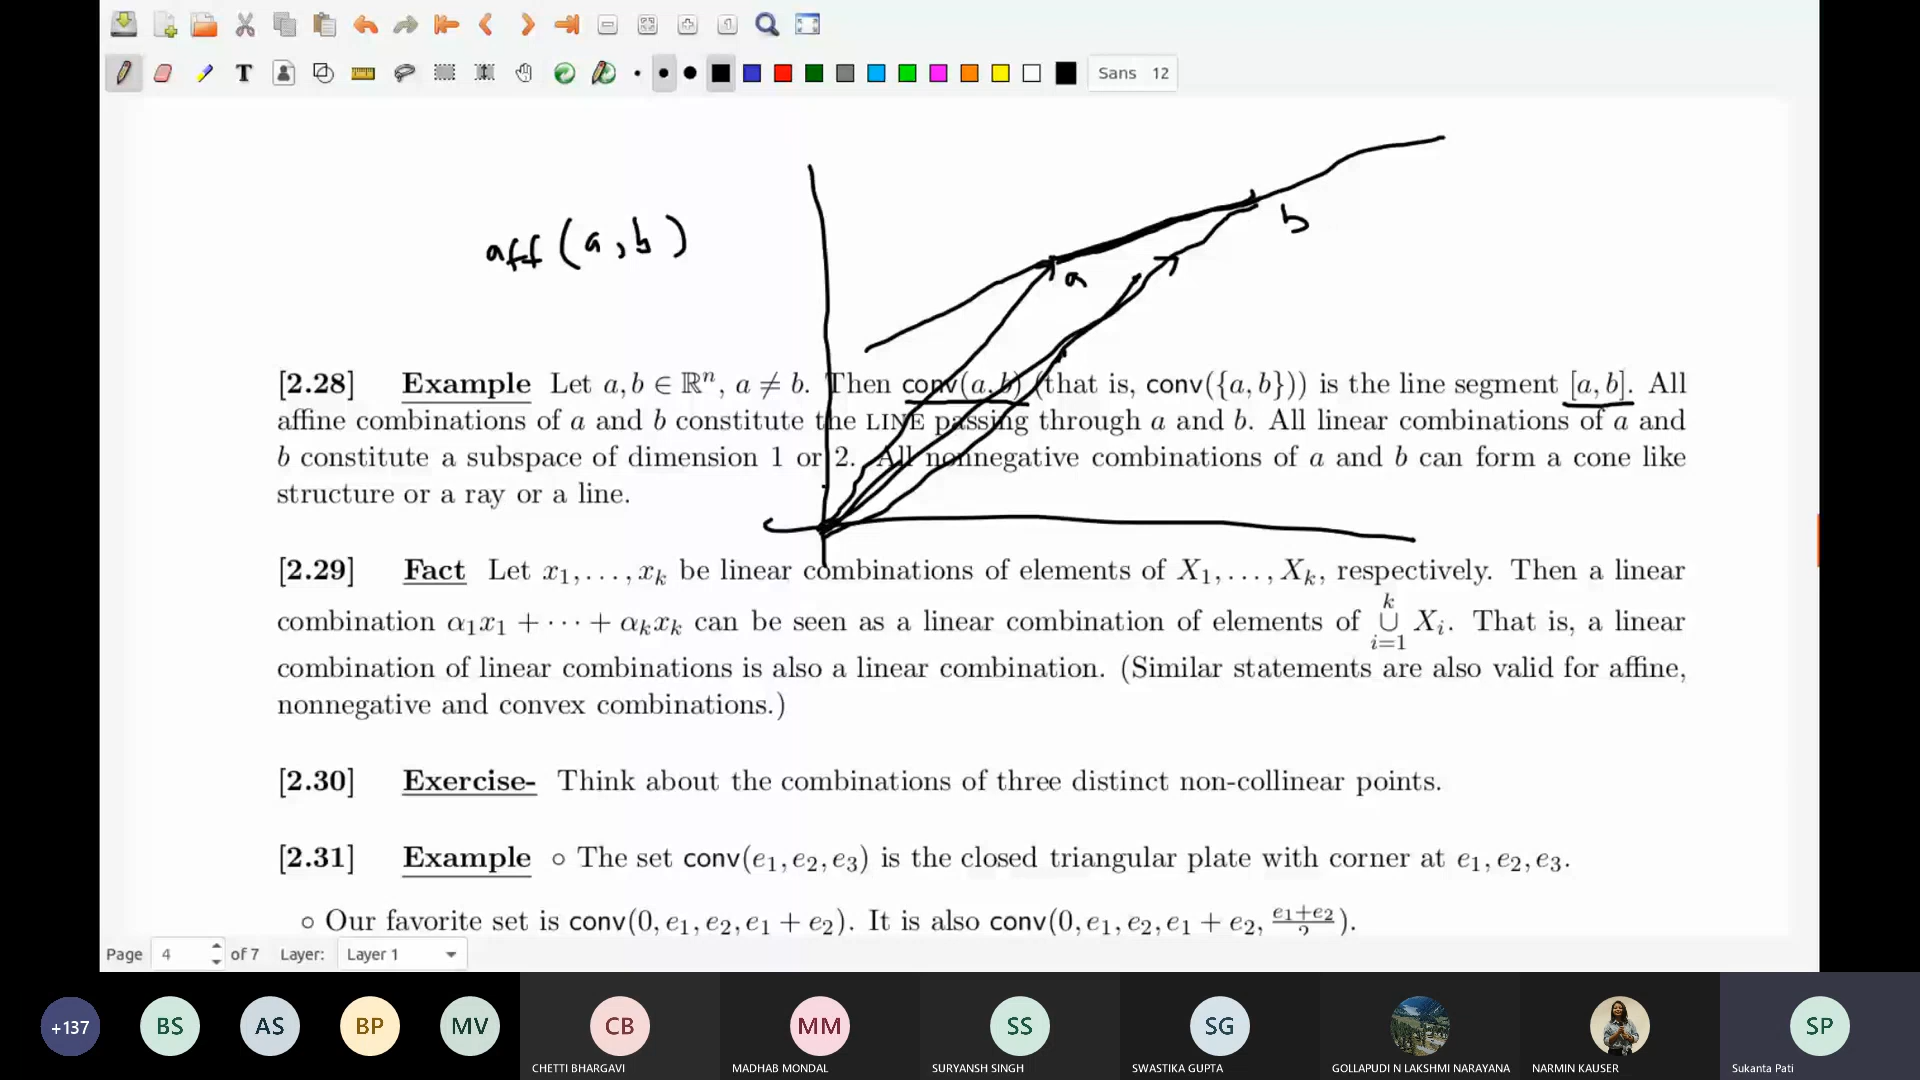 Sans 12
aff (a, b)
a
b
[2.28] Example Let a, b ∈ ℝⁿ, a ≠ b. Then conv(a, b) (that is, conv({a, b})) is the line segment [a, b]. All
affine combinations of a and b constitute the LINE passing through a and b. All linear combinations of a and
b constitute a subspace of dimension 1 or 2. All nonnegative combinations of a and b can form a cone like
structure or a ray or a line.
[2.29] Fact Let x₁, . . . , xₖ be linear combinations of elements of X₁, . . . , Xₖ, respectively. Then a linear
combination α₁x₁ + · · · + αₖxₖ can be seen as a linear combination of elements of ∪ᵢ₌₁ᵏ Xᵢ. That is, a linear
combination of linear combinations is also a linear combination. (Similar statements are also valid for affine,
nonnegative and convex combinations.)
[2.30] Exercise- Think about the combinations of three distinct non-collinear points.
[2.31] Example ○ The set conv(e₁, e₂, e₃) is the closed triangular plate with corner at e₁, e₂, e₃.
○ Our favorite set is conv(0, e₁, e₂, e₁ + e₂). It is also conv(0, e₁, e₂, e₁ + e₂, (e₁+e₂)/2).
Page 4 of 7 Layer: Layer 1
+137 BS AS BP MV CB MM SS SG SP
CHETTI BHARGAVI MADHAB MONDAL SURYANSH SINGH SWASTIKA GUPTA GOLLAPUDI N LAKSHMI NARAYANA NARMIN KAUSER Sukanta Pati